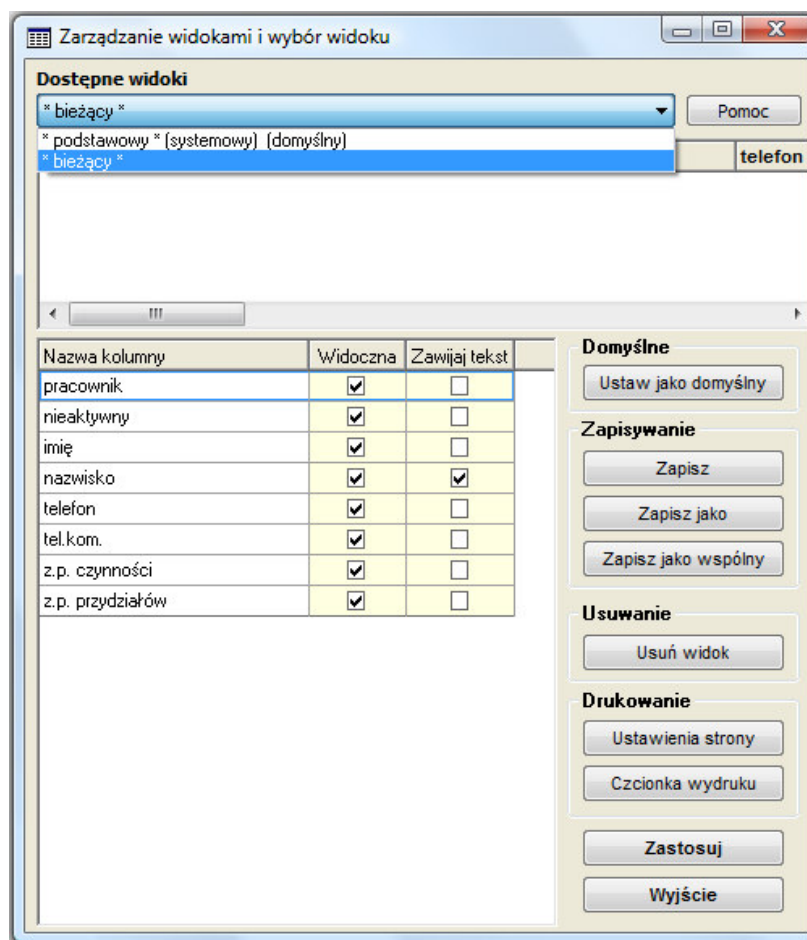 Zarządzanie widokami i wybór widoku
Dostępne widoki
* bieżący *
Pomoc
* podstawowy * (systemowy) (domyślny)
* bieżący *
telefon
Nazwa kolumny Widoczna Zawijaj tekst
pracownik
nieaktywny
imię
nazwisko
telefon
tel.kom.
z.p. czynności
z.p. przydziałów
Domyślne
Ustaw jako domyślny
Zapisywanie
Zapisz
Zapisz jako
Zapisz jako wspólny
Usuwanie
Usuń widok
Drukowanie
Ustawienia strony
Czcionka wydruku
Zastosuj
Wyjście